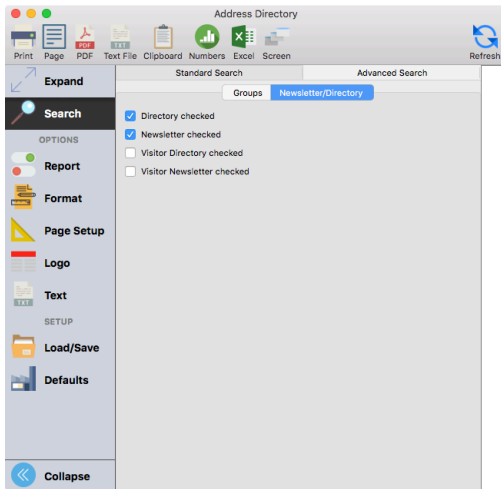 Address Directory
Print Page PDF Text File Clipboard Numbers Excel Screen Refresh
Standard Search Advanced Search
Groups Newsletter/Directory
Expand
Search
OPTIONS
Report
Format
Page Setup
Logo
Text
SETUP
Load/Save
Defaults
Collapse
Directory checked
Newsletter checked
Visitor Directory checked
Visitor Newsletter checked
PDF
TXT
TXT